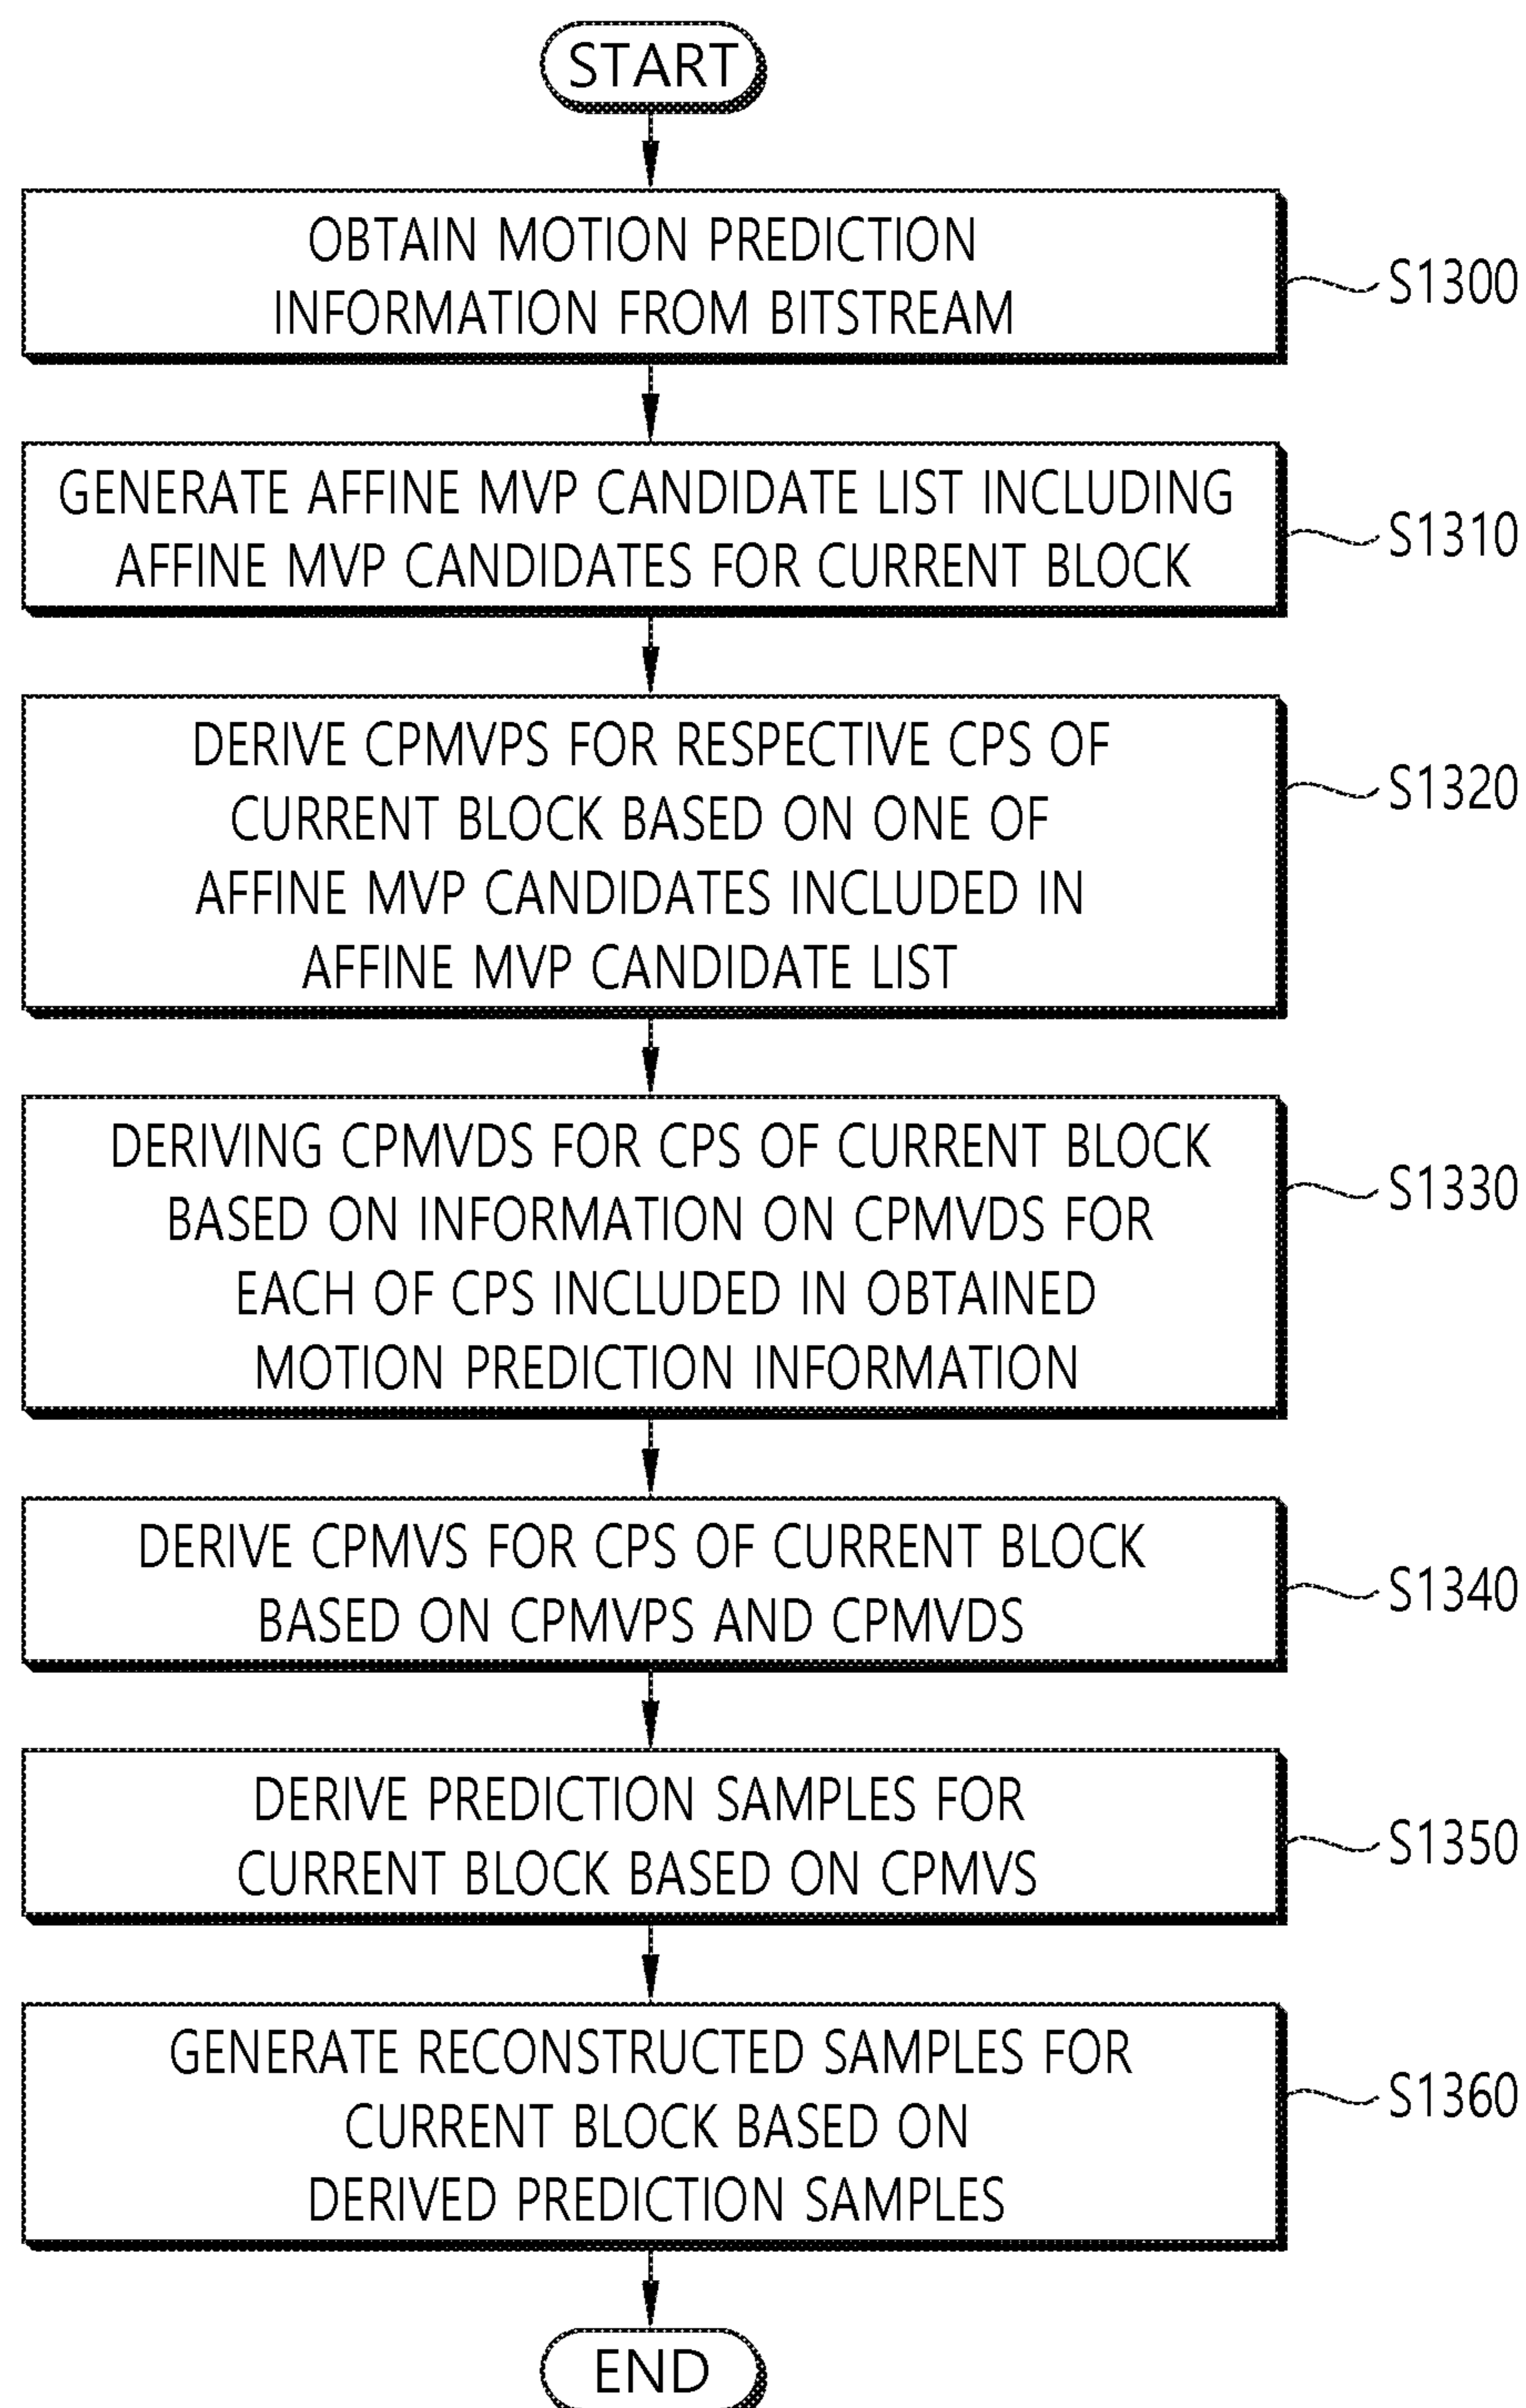 START
OBTAIN MOTION PREDICTION
INFORMATION FROM BITSTREAM
S1300
GENERATE AFFINE MVP CANDIDATE LIST INCLUDING
AFFINE MVP CANDIDATES FOR CURRENT BLOCK
S1310
DERIVE CPMVPS FOR RESPECTIVE CPS OF
CURRENT BLOCK BASED ON ONE OF
AFFINE MVP CANDIDATES INCLUDED IN
AFFINE MVP CANDIDATE LIST
S1320
DERIVING CPMVDS FOR CPS OF CURRENT BLOCK
BASED ON INFORMATION ON CPMVDS FOR
EACH OF CPS INCLUDED IN OBTAINED
MOTION PREDICTION INFORMATION
S1330
DERIVE CPMVS FOR CPS OF CURRENT BLOCK
BASED ON CPMVPS AND CPMVDS
S1340
DERIVE PREDICTION SAMPLES FOR
CURRENT BLOCK BASED ON CPMVS
S1350
GENERATE RECONSTRUCTED SAMPLES FOR
CURRENT BLOCK BASED ON
DERIVED PREDICTION SAMPLES
S1360
END